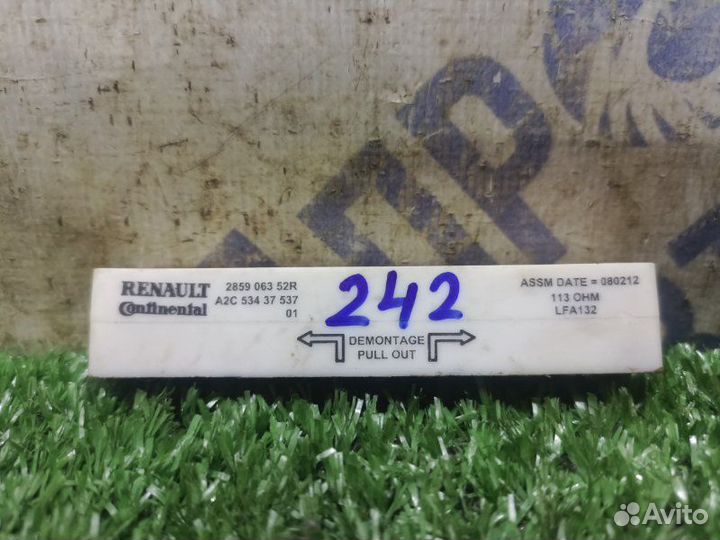 RENAULT
Continental
2859 063 52R
A2C 534 37 537
01
242
DEMONTAGE
PULL OUT
ASSM DATE = 080212
113 OHM
LFA132
Avito